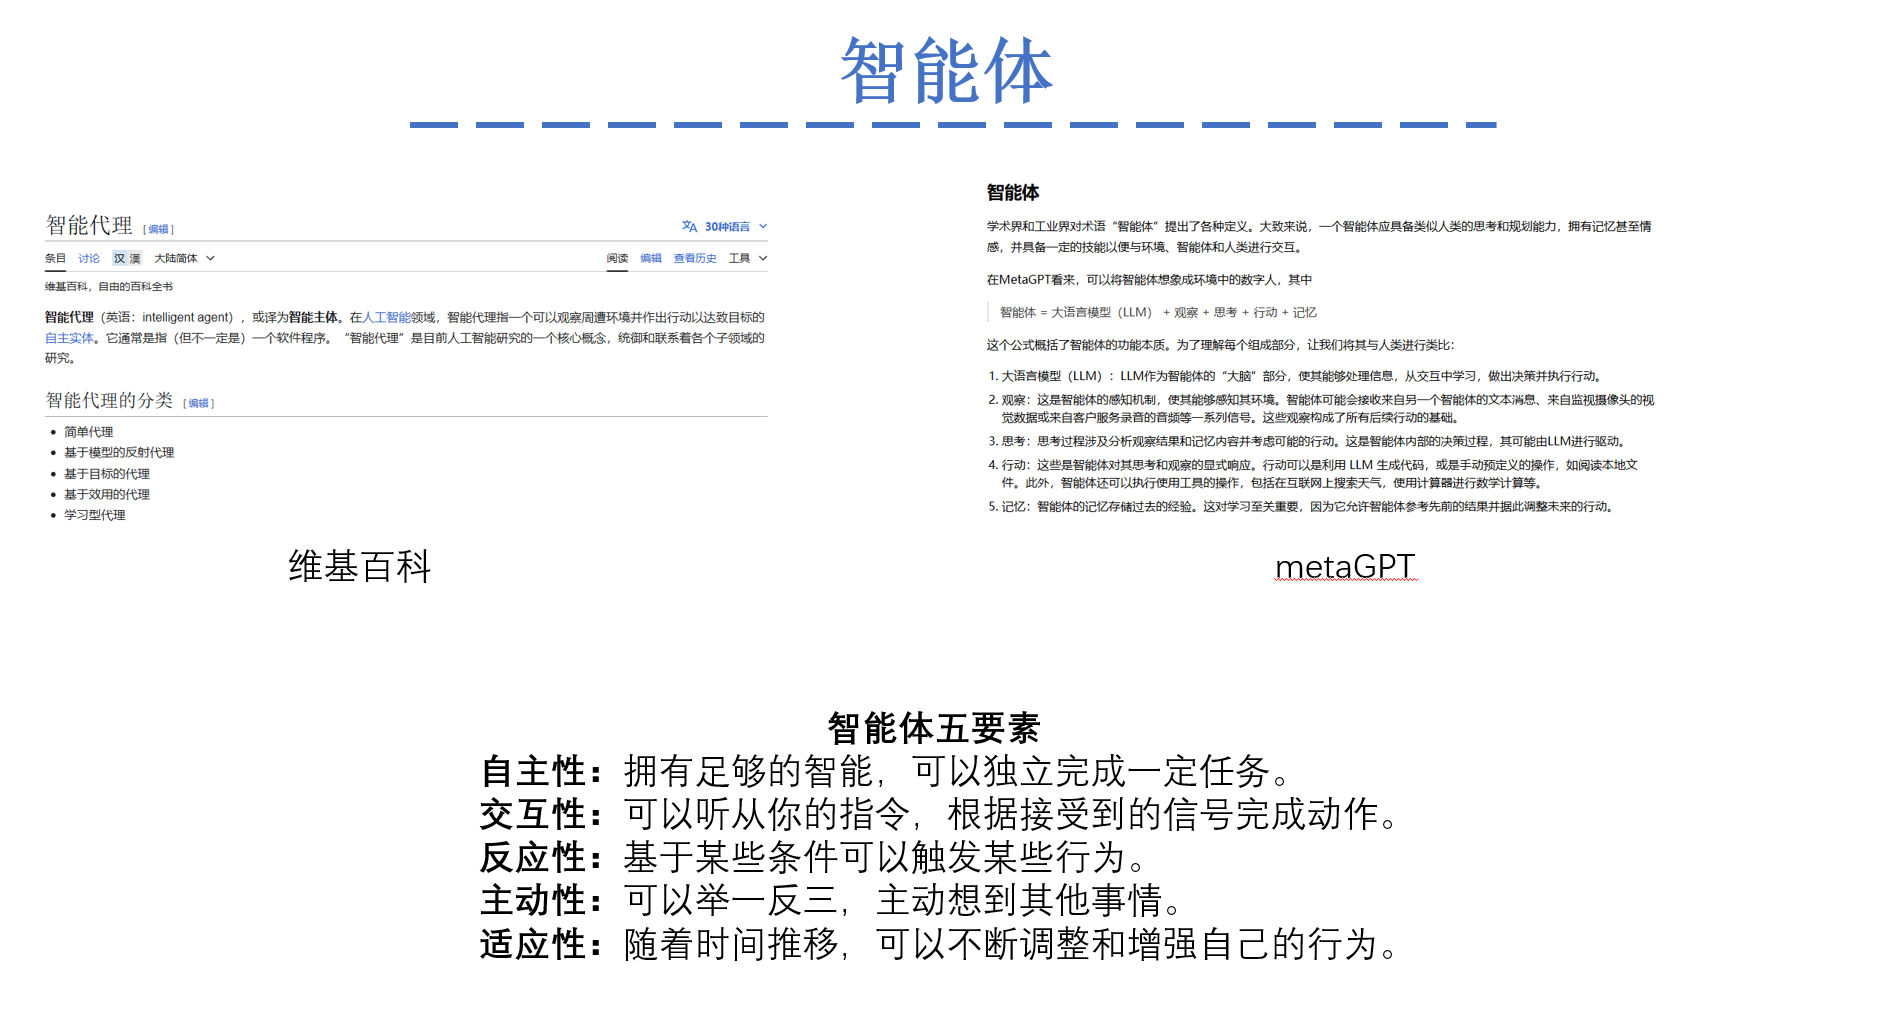 智能体
智能代理 [编辑]
30种语言
条目 讨论 汉 漢 大陆简体
阅读 编辑 查看历史 工具
维基百科，自由的百科全书
智能代理（英语：intelligent agent），或译为智能主体。在人工智能领域，智能代理指一个可以观察周遭环境并作出行动以达致目标的
自主实体。它通常是指（但不一定是）一个软件程序。“智能代理”是目前人工智能研究的一个核心概念，统御和联系着各个子领域的
研究。
智能代理的分类 [编辑]
• 简单代理
• 基于模型的反射代理
• 基于目标的代理
• 基于效用的代理
• 学习型代理
维基百科
智能体
学术界和工业界对术语“智能体”提出了各种定义。大致来说，一个智能体应具备类似人类的思考和规划能力，拥有记忆甚至情
感，并具备一定的技能以便与环境、智能体和人类进行交互。
在MetaGPT看来，可以将智能体想象成环境中的数字人，其中
智能体 = 大语言模型（LLM） + 观察 + 思考 + 行动 + 记忆
这个公式概括了智能体的功能本质。为了理解每个组成部分，让我们将其与人类进行类比：
1. 大语言模型（LLM）：LLM作为智能体的“大脑”部分，使其能够处理信息，从交互中学习，做出决策并执行行动。
2. 观察：这是智能体的感知机制，使其能够感知其环境。智能体可能会接收来自另一个智能体的文本消息、来自监视摄像头的视
觉数据或来自客户服务录音的音频等一系列信号。这些观察构成了所有后续行动的基础。
3. 思考：思考过程涉及分析观察结果和记忆内容并考虑可能的行动。这是智能体内部的决策过程，其可能由LLM进行驱动。
4. 行动：这些是智能体对其思考和观察的显式响应。行动可以是利用 LLM 生成代码，或是手动预定义的操作，如阅读本地文
件。此外，智能体还可以执行使用工具的操作，包括在互联网上搜索天气，使用计算器进行数学计算等。
5. 记忆：智能体的记忆存储过去的经验。这对学习至关重要，因为它允许智能体参考先前的结果并据此调整未来的行动。
metaGPT
智能体五要素
自主性：拥有足够的智能，可以独立完成一定任务。
交互性：可以听从你的指令，根据接受到的信号完成动作。
反应性：基于某些条件可以触发某些行为。
主动性：可以举一反三，主动想到其他事情。
适应性：随着时间推移，可以不断调整和增强自己的行为。